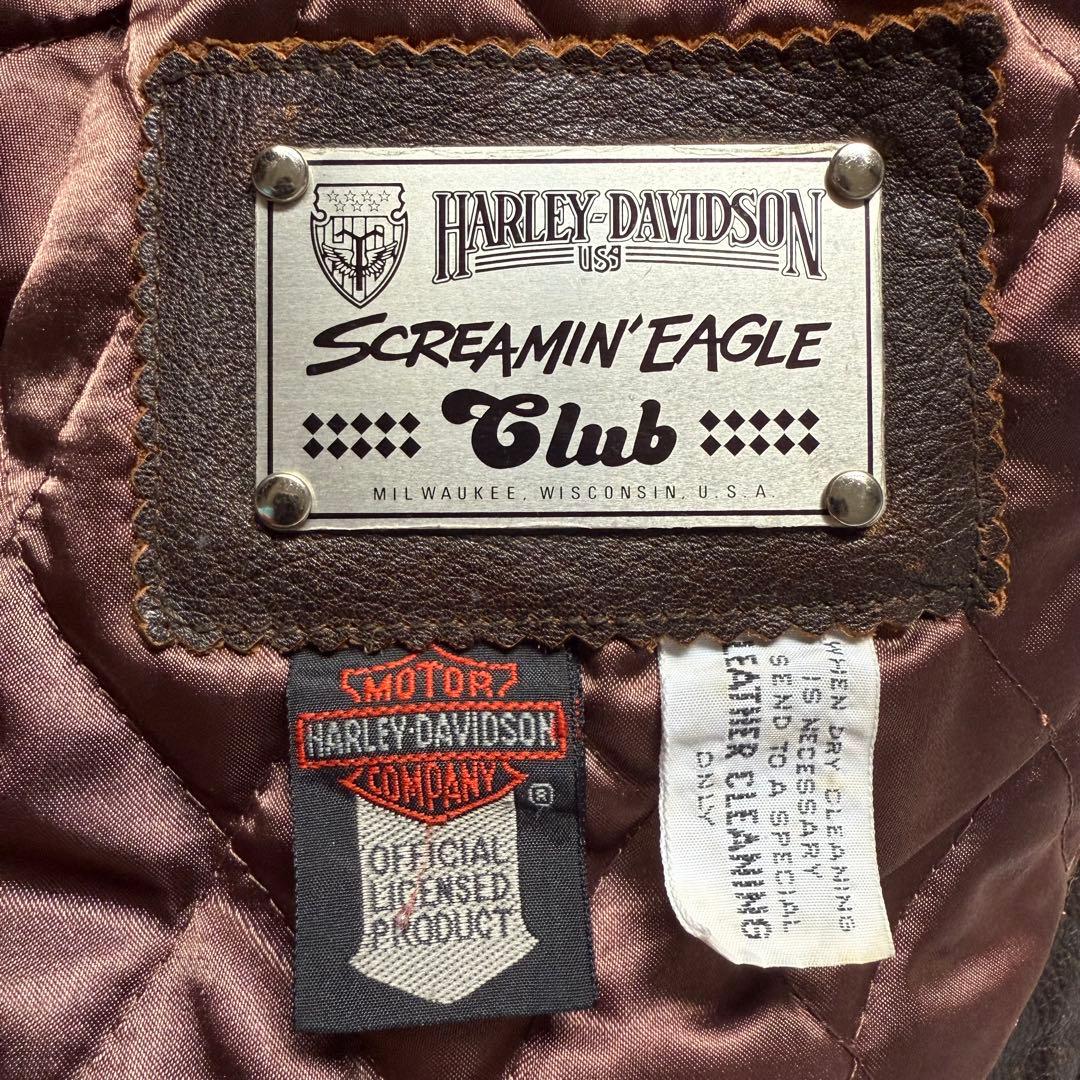 HARLEY-DAVIDSON
USA
SCREAMIN' EAGLE
Club
MILWAUKEE, WISCONSIN, U.S.A.
MOTOR
HARLEY-DAVIDSON
COMPANY
®
OFFICIAL
LICENSED
PRODUCT
WHEN DRY CLEANING
IS NECESSARY
SEND TO A SPECIAL
LEATHER CLEANING
ONLY